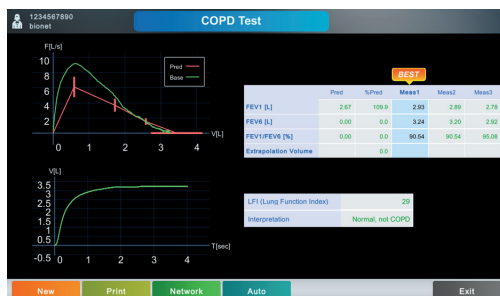 1234567890
bionet
COPD Test
F[L/s]
10
8
6
4
2
Pred
Base
V[L]
0 1 2 3 4
V[L]
3.5
3
2.5
2
1.5
1
0.5
-0.5
0 1 2 3 4
T[sec]
BEST
Pred %Pred Meas1 Meas2 Meas3
FEV1 [L] 2.67 109.9 2.93 2.89 2.78
FEV6 [L] 0.00 0.0 3.24 3.20 2.92
FEV1/FEV6 [%] 0.00 0.0 90.54 90.54 95.08
Extrapolation Volume 0.0
LFI (Lung Function Index) 29
Interpretation Normal, not COPD
New Print Network Auto Exit